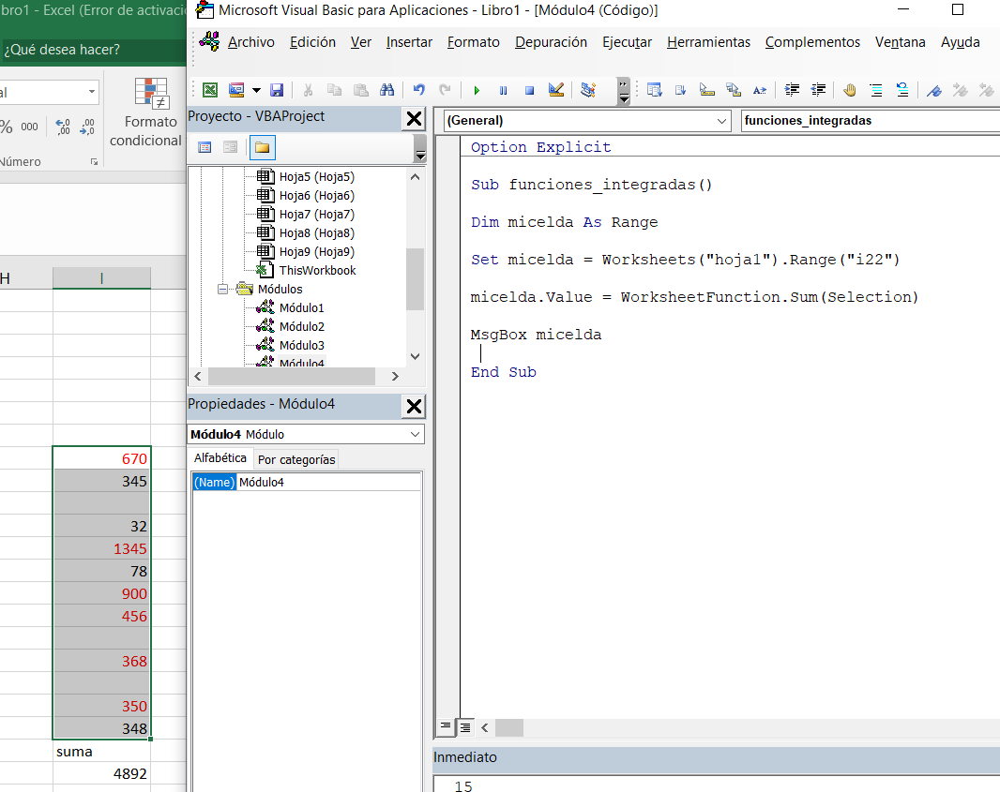 bro1 - Excel (Error de activació
¿Qué desea hacer?
al
% 000
Formato
condicional
Número
H I
670
345
32
1345
78
900
456
368
350
348
suma
4892
Microsoft Visual Basic para Aplicaciones - Libro1 - [Módulo4 (Código)]
Archivo Edición Ver Insertar Formato Depuración Ejecutar Herramientas Complementos Ventana Ayuda
Proyecto - VBAProject
Hoja5 (Hoja5)
Hoja6 (Hoja6)
Hoja7 (Hoja7)
Hoja8 (Hoja8)
Hoja9 (Hoja9)
ThisWorkbook
Módulos
Módulo1
Módulo2
Módulo3
Módulo4
Propiedades - Módulo4
Módulo4 Módulo
Alfabética Por categorías
(Name) Módulo4
(General) funciones_integradas
Option Explicit
Sub funciones_integradas()
Dim micelda As Range
Set micelda = Worksheets("hoja1").Range("i22")
micelda.Value = WorksheetFunction.Sum(Selection)
MsgBox micelda
End Sub
Inmediato
15